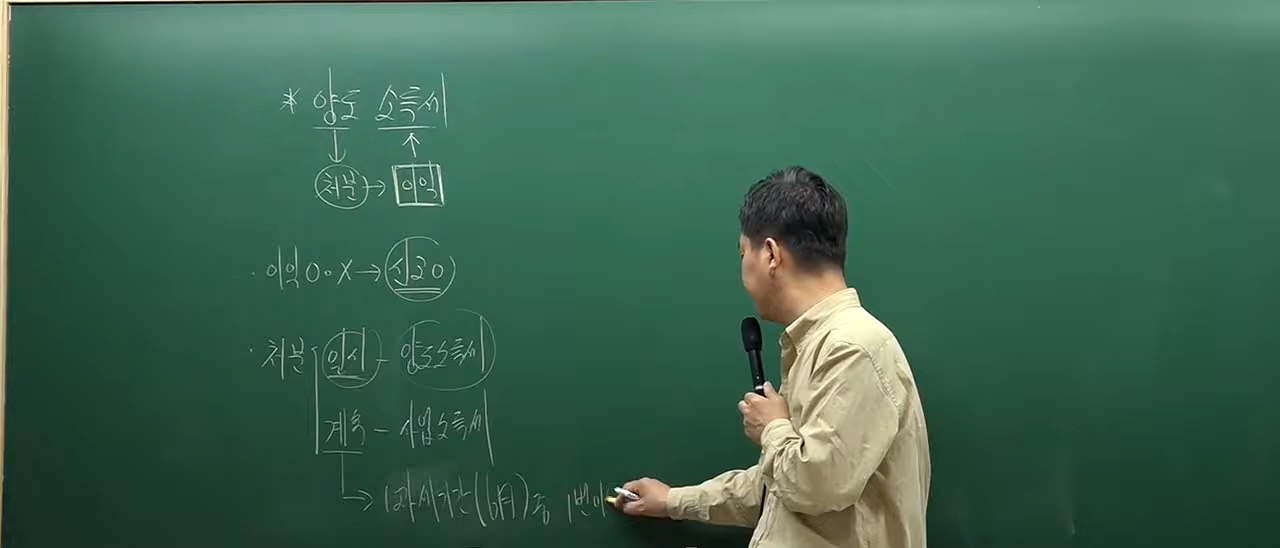 * 양도 소득세
↓ ↑
처분 → 이익
· 이익 O · X → 신고 O
· 처분 일시 - 양도소득세
계속 - 사업소득세
→ 1과세기간(6月) 중 1번이